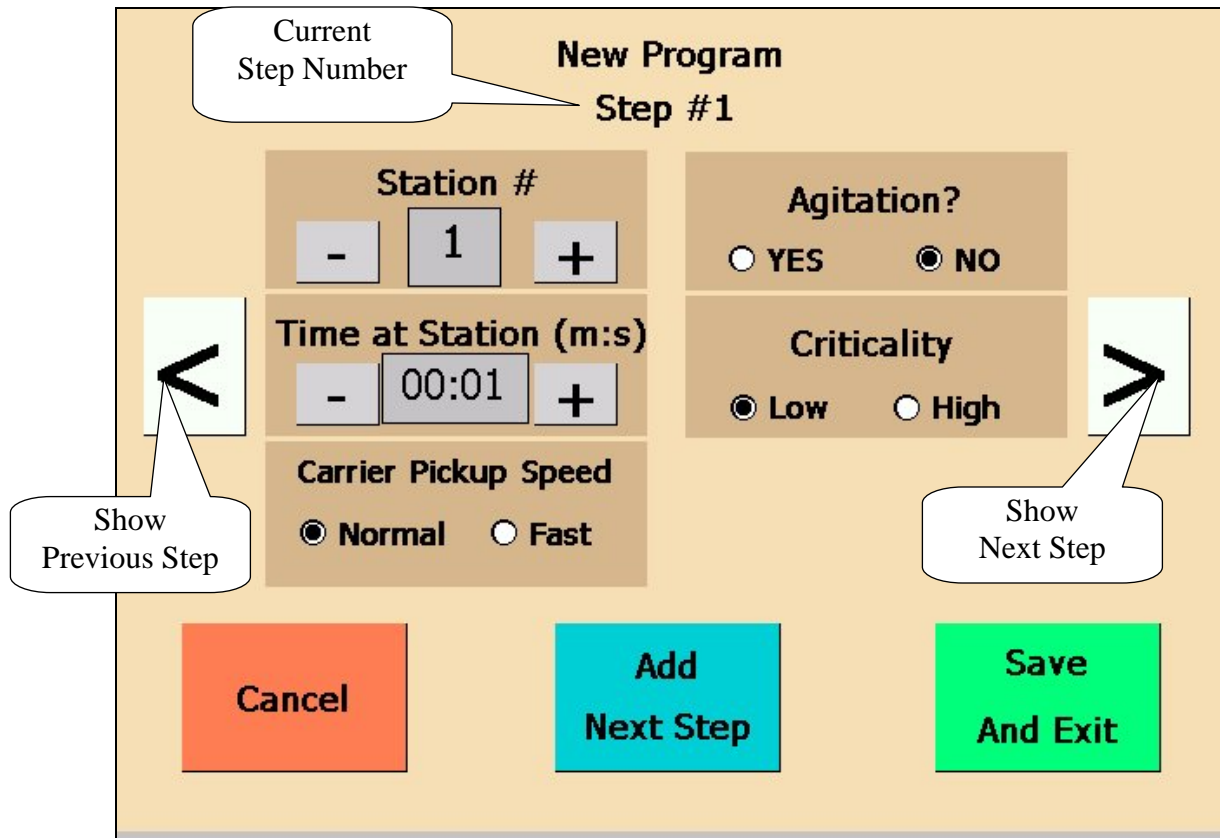 Current
Step Number
New Program
Step #1
Station #
- 1 +
Agitation?
YES NO
Time at Station (m:s)
- 00:01 +
Criticality
Low High
<
>
Carrier Pickup Speed
Normal Fast
Show
Previous Step
Show
Next Step
Cancel
Add
Next Step
Save
And Exit